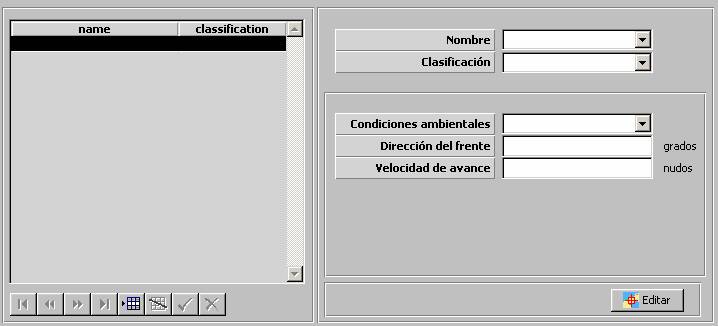 name classification
Nombre
Clasificación
Condiciones ambientales
Dirección del frente grados
Velocidad de avance nudos
Editar